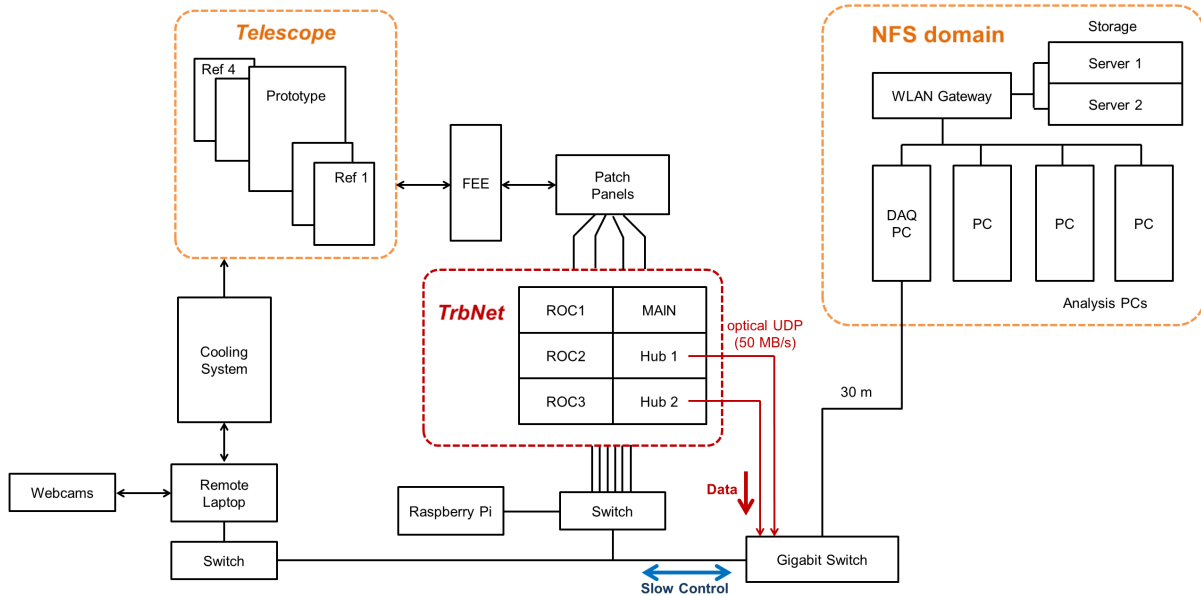 Telescope
Ref 4
Prototype
Ref 1
FEE
Patch
Panels
NFS domain
Storage
Server 1
Server 2
WLAN Gateway
DAQ
PC
PC
PC
PC
Analysis PCs
TrbNet
ROC1
MAIN
ROC2
Hub 1
ROC3
Hub 2
optical UDP
(50 MB/s)
30 m
Cooling
System
Webcams
Remote
Laptop
Switch
Raspberry Pi
Switch
Data
Gigabit Switch
Slow Control